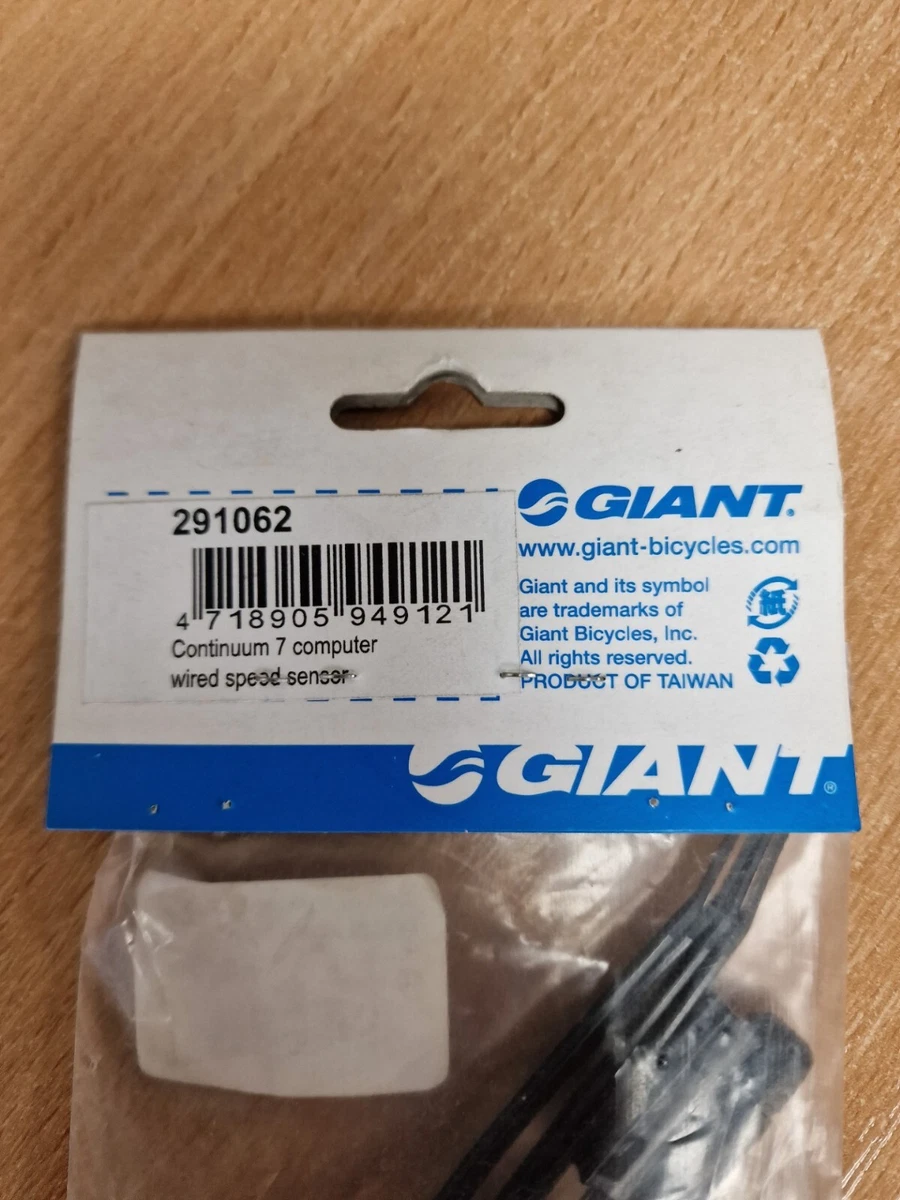 291062
4 718905 949121
Continuum 7 computer
wired speed sensor
GIANT.
www.giant-bicycles.com
Giant and its symbol
are trademarks of
Giant Bicycles, Inc.
All rights reserved.
PRODUCT OF TAIWAN
紙
GIANT®